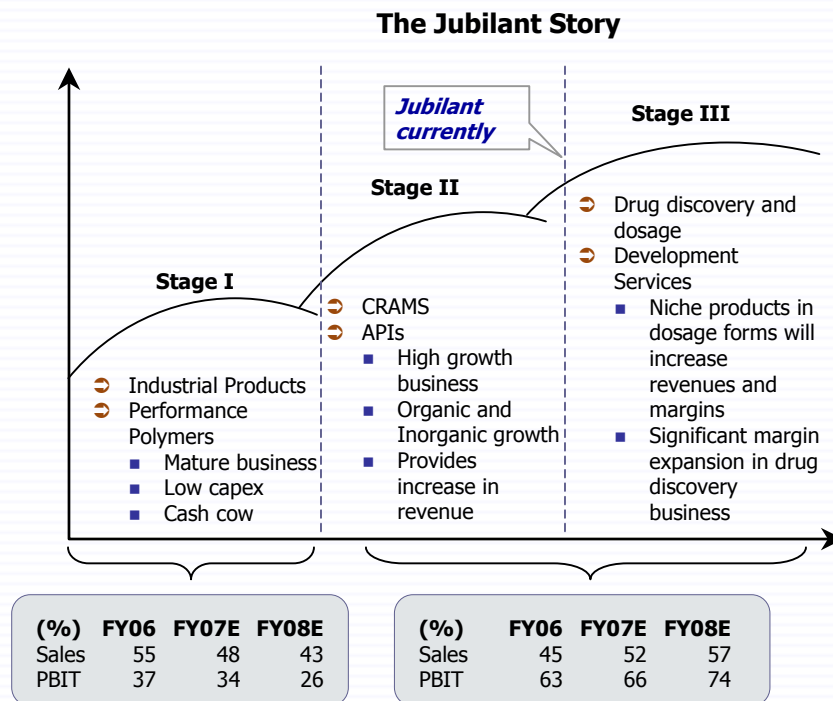 The Jubilant Story
Jubilant
currently
Stage III
Stage II
Stage I
Industrial Products
Performance
Polymers
Mature business
Low capex
Cash cow
CRAMS
APIs
High growth
business
Organic and
Inorganic growth
Provides
increase in
revenue
Drug discovery and
dosage
Development
Services
Niche products in
dosage forms will
increase
revenues and
margins
Significant margin
expansion in drug
discovery
business
(%) FY06 FY07E FY08E
Sales 55 48 43
PBIT 37 34 26
(%) FY06 FY07E FY08E
Sales 45 52 57
PBIT 63 66 74